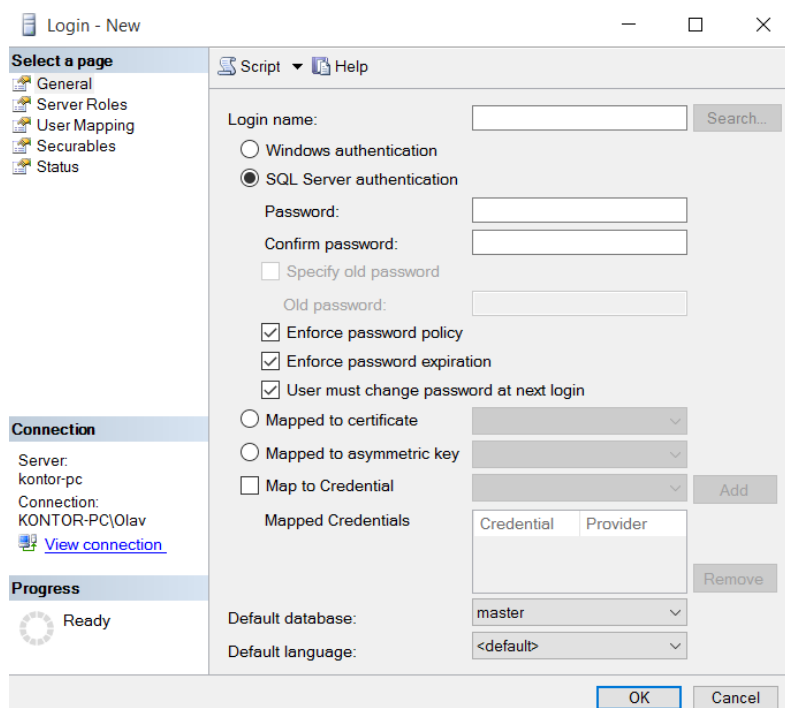 Login - New
Select a page
General
Server Roles
User Mapping
Securables
Status
Connection
Server:
kontor-pc
Connection:
KONTOR-PC\Olav
View connection
Progress
Ready
Script Help
Login name: Search...
Windows authentication
SQL Server authentication
Password:
Confirm password:
Specify old password
Old password:
Enforce password policy
Enforce password expiration
User must change password at next login
Mapped to certificate
Mapped to asymmetric key
Map to Credential Add
Mapped Credentials Credential Provider
Remove
Default database: master
Default language: <default>
OK Cancel